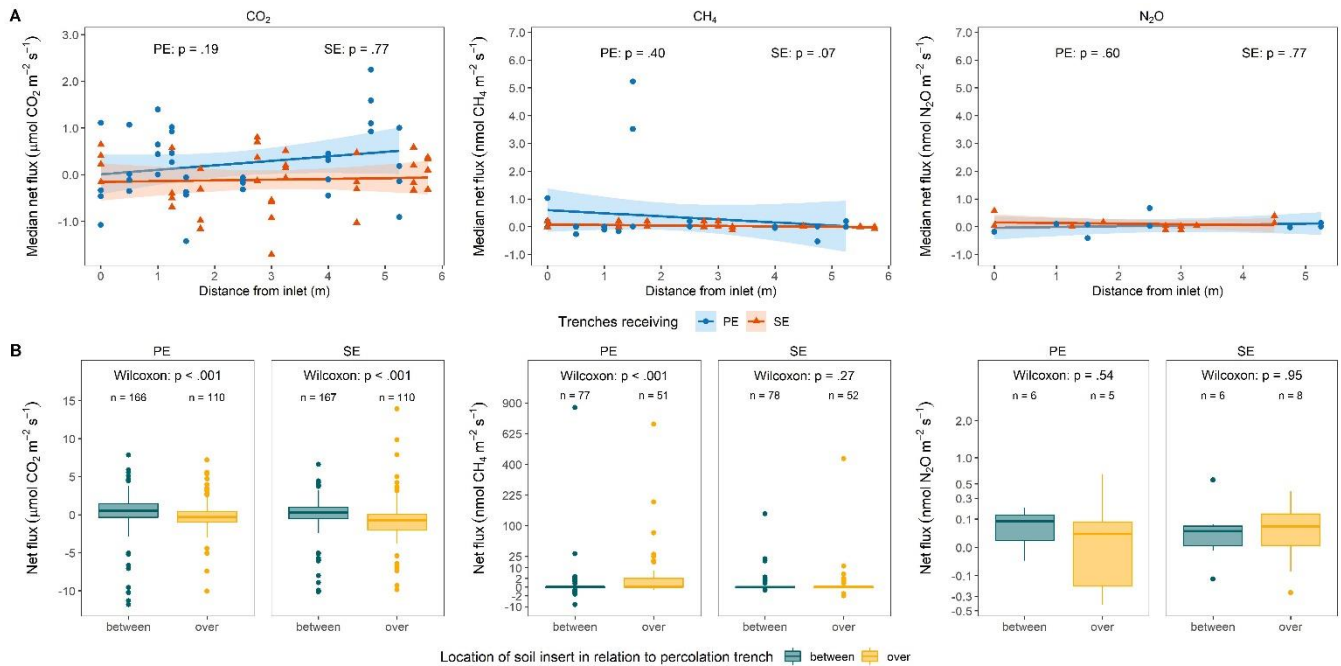 A
CO₂
CH₄
N₂O
PE: p = .19 SE: p = .77
PE: p = .40 SE: p = .07
PE: p = .60 SE: p = .77
Median net flux (μmol CO₂ m⁻² s⁻¹)
3.0
2.0
1.0
0.0
-1.0
0 1 2 3 4 5 6
Distance from inlet (m)
Median net flux (nmol CH₄ m⁻² s⁻¹)
7.0
6.0
5.0
4.0
3.0
2.0
1.0
0.0
-1.0
0 1 2 3 4 5
Distance from inlet (m)
Median net flux (nmol N₂O m⁻² s⁻¹)
7.0
6.0
5.0
4.0
3.0
2.0
1.0
0.0
-1.0
0 1 2 3 4 5
Distance from inlet (m)
Trenches receiving PE SE
B
PE SE
Wilcoxon: p < .001 Wilcoxon: p < .001
n = 166 n = 110 n = 167 n = 110
Net flux (μmol CO₂ m⁻² s⁻¹)
15
10
5
0
-5
-10
between over between over
PE SE
Wilcoxon: p < .001 Wilcoxon: p = .27
n = 77 n = 51 n = 78 n = 52
Net flux (nmol CH₄ m⁻² s⁻¹)
900
625
400
225
100
25
10
2
0
-2
-10
between over between over
PE SE
Wilcoxon: p = .54 Wilcoxon: p = .95
n = 6 n = 5 n = 6 n = 8
Net flux (nmol N₂O m⁻² s⁻¹)
2.0
1.0
0.5
0.3
0.1
0.0
-0.1
-0.3
-0.5
between over between over
Location of soil insert in relation to percolation trench between over